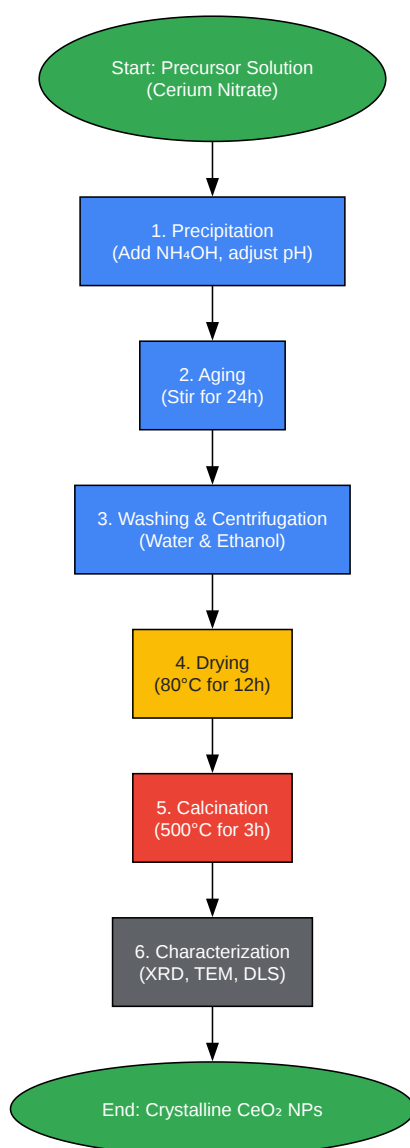 Start: Precursor Solution
(Cerium Nitrate)
1. Precipitation
(Add NH₄OH, adjust pH)
2. Aging
(Stir for 24h)
3. Washing & Centrifugation
(Water & Ethanol)
4. Drying
(80°C for 12h)
5. Calcination
(500°C for 3h)
6. Characterization
(XRD, TEM, DLS)
End: Crystalline CeO₂ NPs